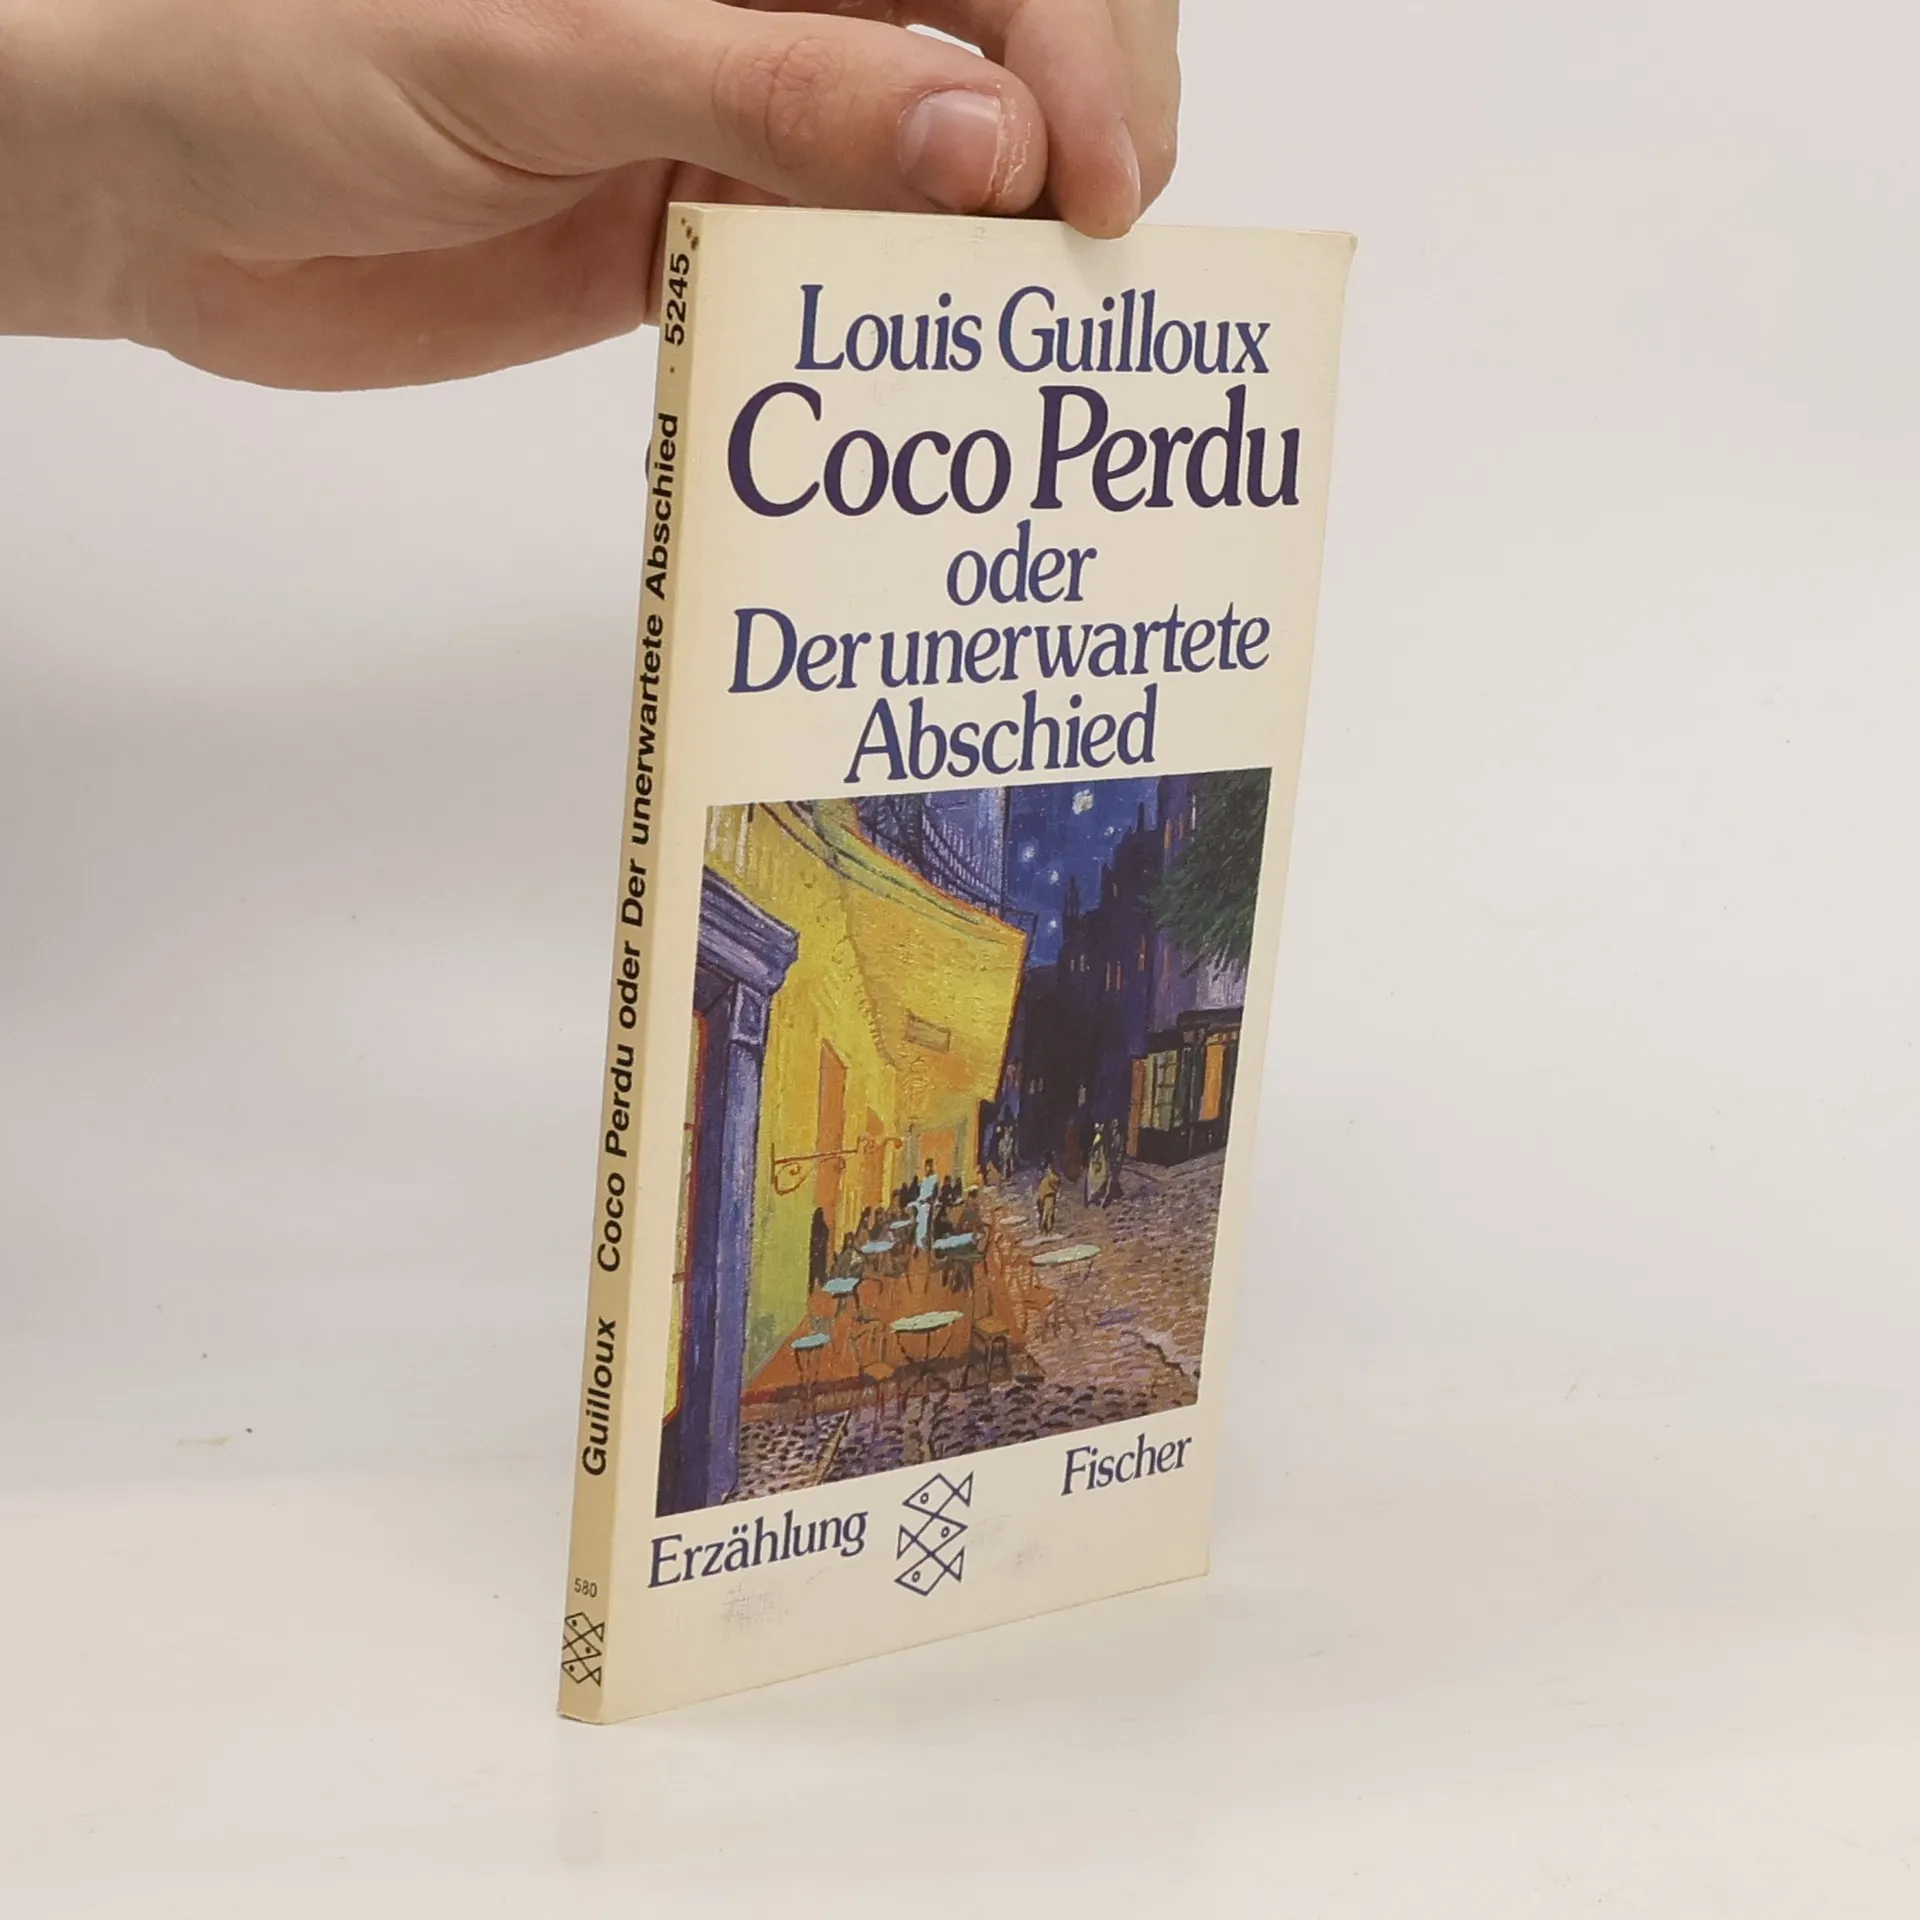 Louis Guilloux
Coco Perdu
oder
Der unerwartete
Abschied
Erzählung
Fischer
Guilloux Coco Perdu oder Der unerwartete Abschied · 5245
580